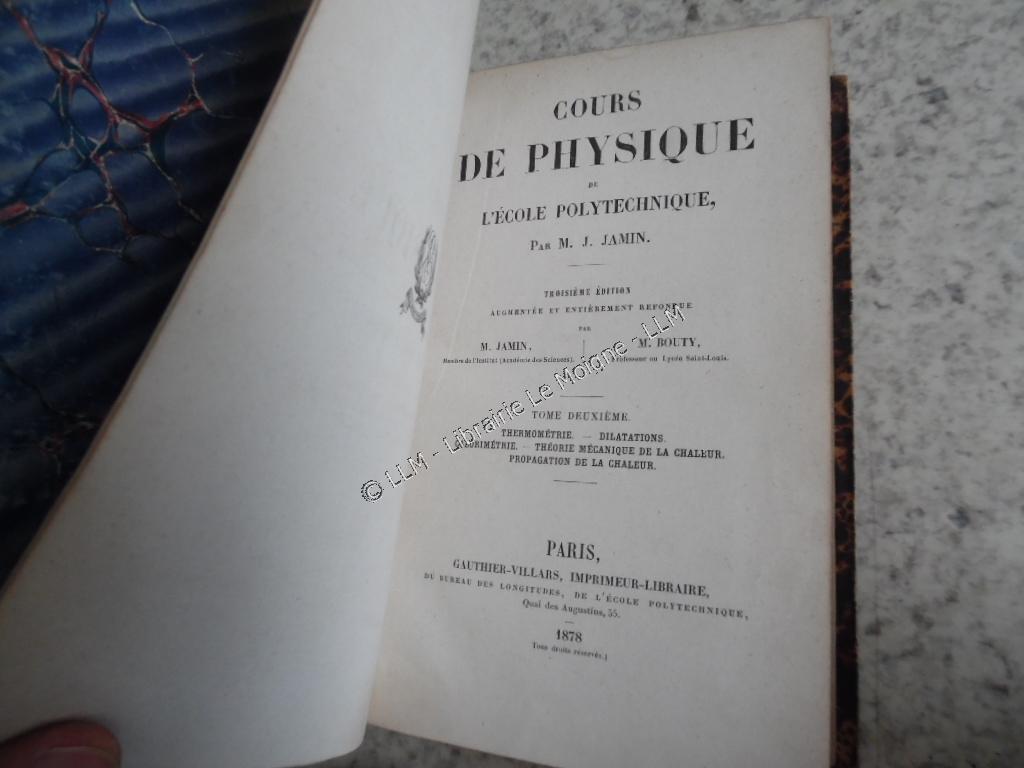 COURS
DE PHYSIQUE
DE
L'ÉCOLE POLYTECHNIQUE,
PAR M. J. JAMIN.
TROISIÈME ÉDITION
AUGMENTÉE ET ENTIÈREMENT REFONDUE
PAR
M. JAMIN,
Membre de l'Institut (Académie des Sciences).
M. BOUTY,
Professeur au Lycée Saint-Louis.
TOME DEUXIÈME.
THERMOMÉTRIE. — DILATATIONS.
CALORIMÉTRIE. — THÉORIE MÉCANIQUE DE LA CHALEUR.
PROPAGATION DE LA CHALEUR.
© LLM - Librairie Le Moigne - LLM
PARIS,
GAUTHIER-VILLARS, IMPRIMEUR-LIBRAIRE,
DU BUREAU DES LONGITUDES, DE L'ÉCOLE POLYTECHNIQUE,
Quai des Augustins, 55.
1878
Tous droits réservés.)